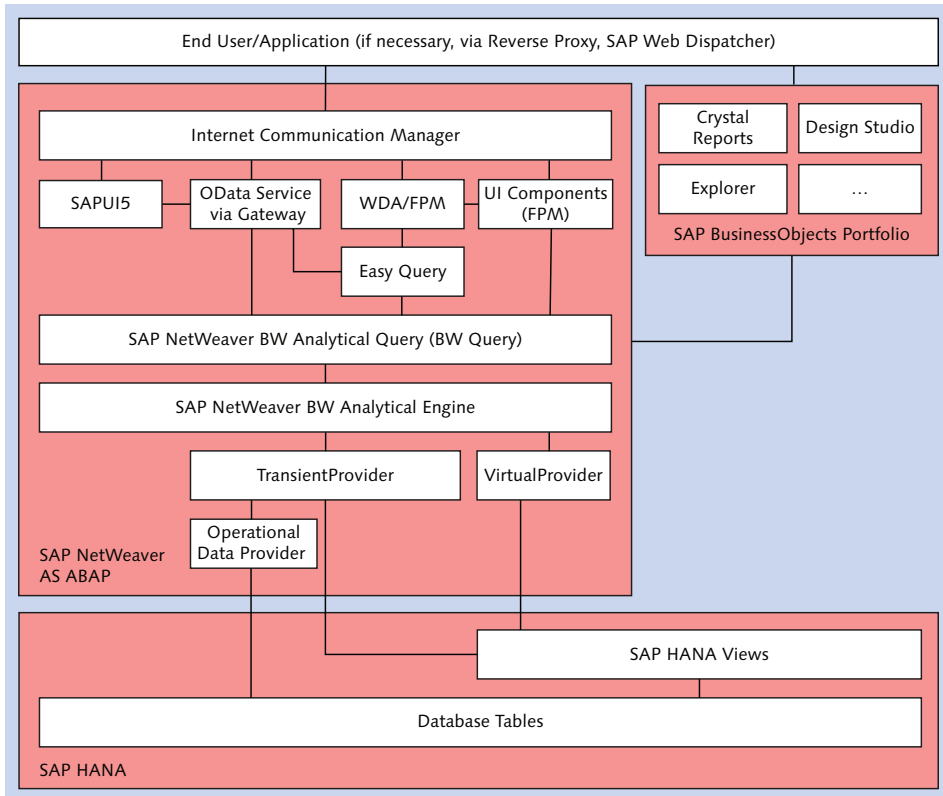 End User/Application (if necessary, via Reverse Proxy, SAP Web Dispatcher)
Internet Communication Manager
Crystal
Reports
Design Studio
SAPUI5
OData Service
via Gateway
WDA/FPM
UI Components
(FPM)
Explorer
...
SAP BusinessObjects Portfolio
Easy Query
SAP NetWeaver BW Analytical Query (BW Query)
SAP NetWeaver BW Analytical Engine
TransientProvider
VirtualProvider
Operational
Data Provider
SAP NetWeaver
AS ABAP
SAP HANA Views
Database Tables
SAP HANA